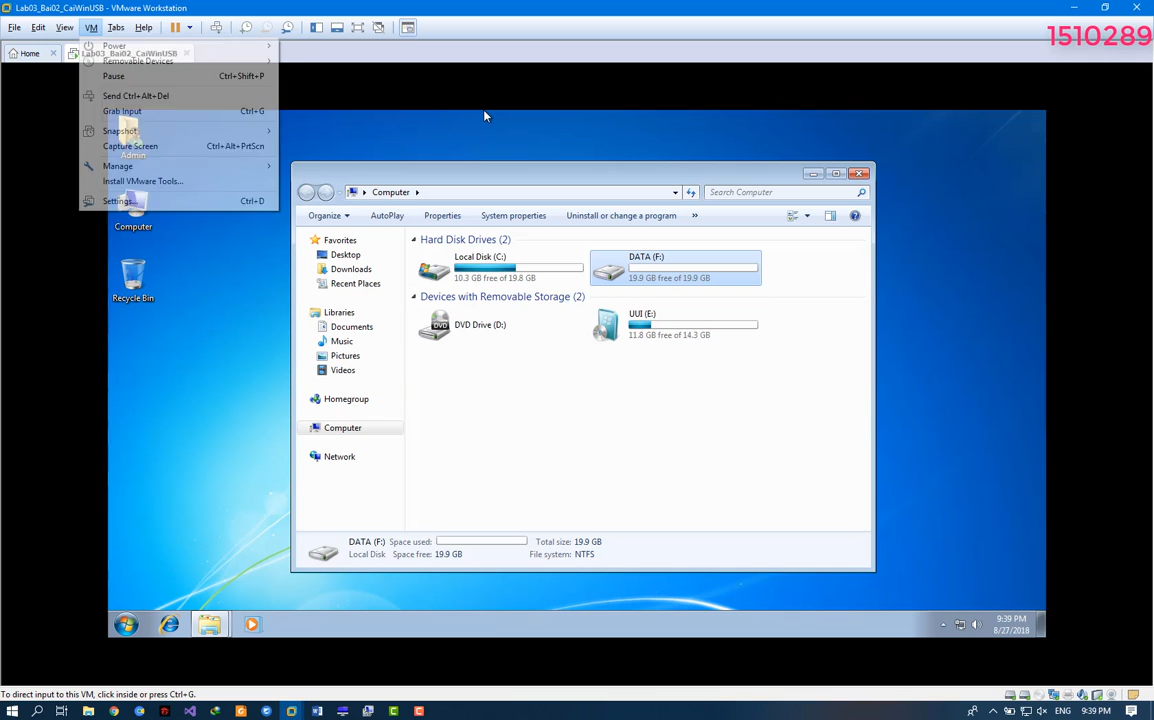 Lab03_Bai02_CaiWinUSB - VMware Workstation
File Edit View VM Tabs Help
1510289
Home Lab03_Bai02_CaiWinUSB
Power
Removable Devices
Pause Ctrl+Shift+P
Send Ctrl+Alt+Del
Grab Input Ctrl+G
Snapshot
Capture Screen Ctrl+Alt+PrtScn
Manage
Install VMware Tools...
Settings... Ctrl+D
Admin
Computer
Recycle Bin
Computer
Search Computer
Organize AutoPlay Properties System properties Uninstall or change a program »
Favorites
Desktop
Downloads
Recent Places
Libraries
Documents
Music
Pictures
Videos
Homegroup
Computer
Network
Hard Disk Drives (2)
Local Disk (C:)
10.3 GB free of 19.8 GB
DATA (F:)
19.9 GB free of 19.9 GB
Devices with Removable Storage (2)
DVD
DVD Drive (D:)
UUI (E:)
11.8 GB free of 14.3 GB
DATA (F:) Space used: Total size: 19.9 GB
Local Disk Space free: 19.9 GB File system: NTFS
9:39 PM
8/27/2018
To direct input to this VM, click inside or press Ctrl+G.
ENG 9:39 PM